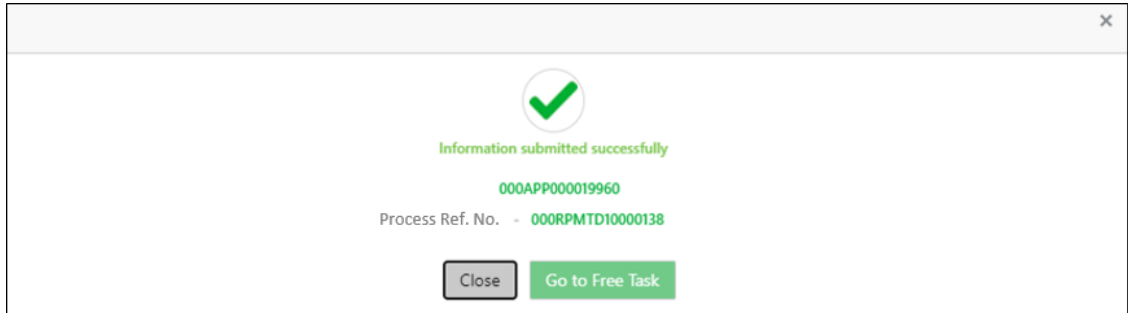 ×
Information submitted successfully
000APP000019960
Process Ref. No. - 000RPMTD10000138
Close Go to Free Task